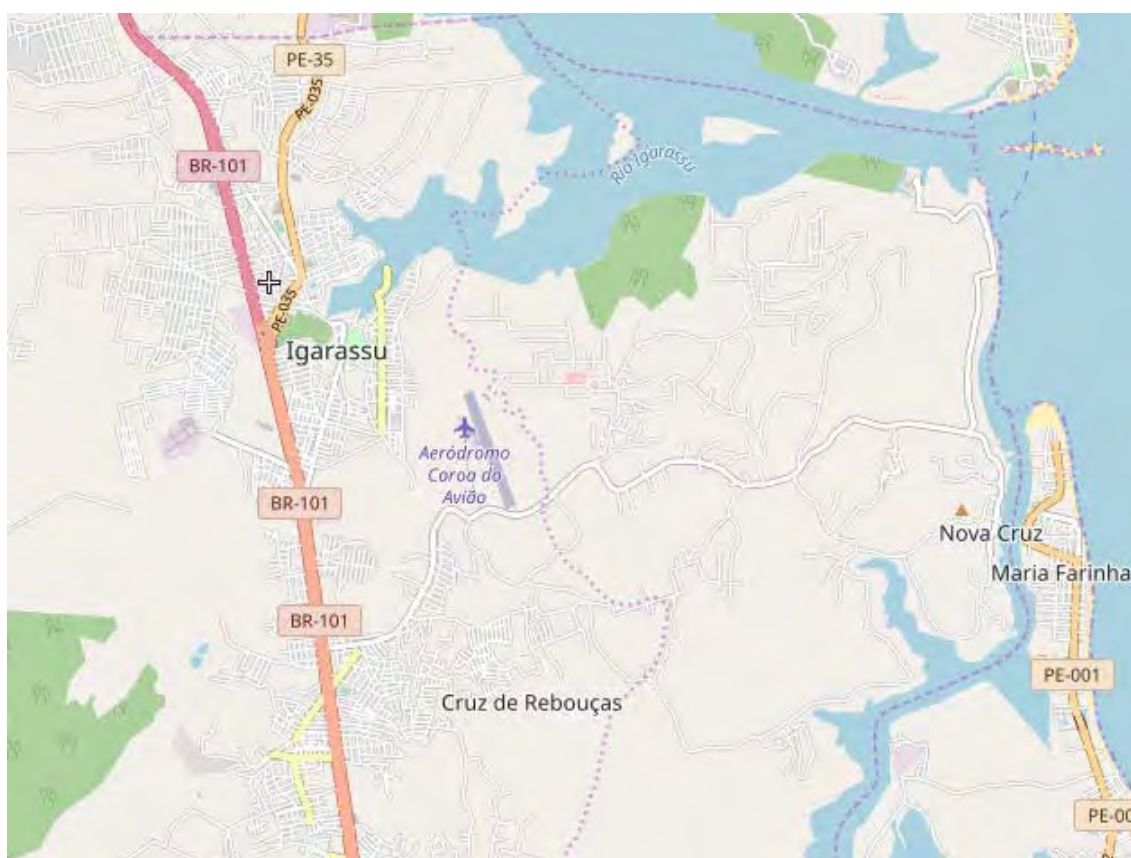 PE-35
PE-035
BR-101
Rio Igarassu
PE-035
Igarassu
Aeródromo
Coroa do
Avião
BR-101
Nova Cruz
Maria Farinha
BR-101
PE-001
Cruz de Rebouças